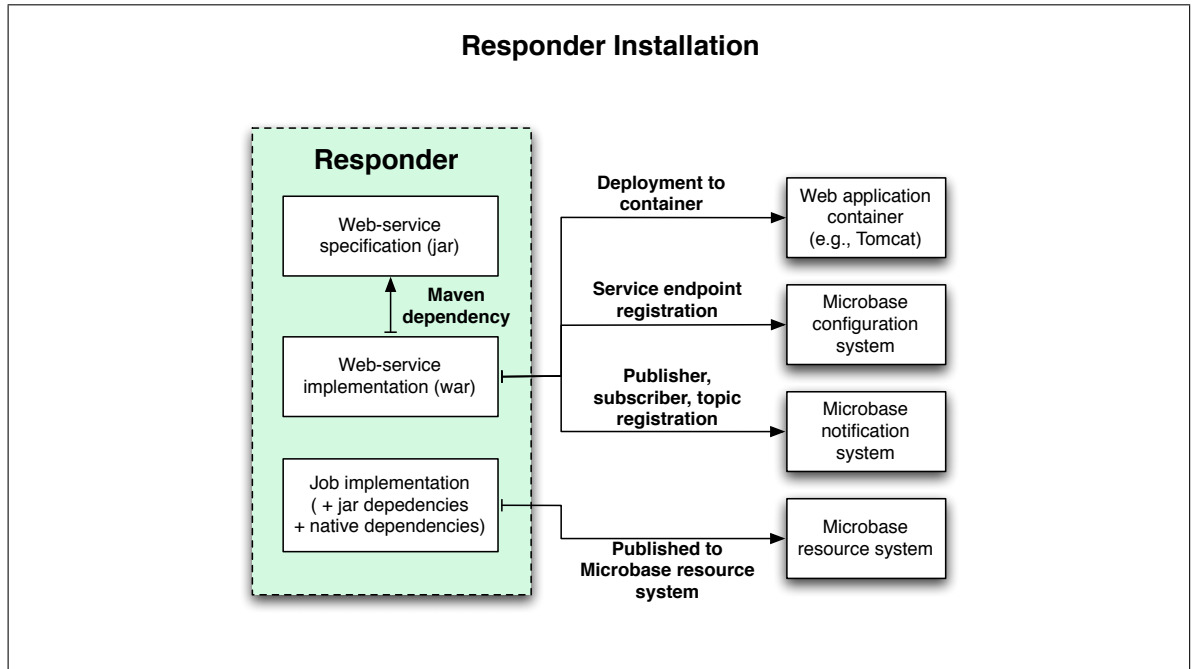 Responder Installation
Responder
Web-service
specification (jar)
Maven
dependency
Web-service
implementation (war)
Job implementation
( + jar depedencies
+ native dependencies)
Deployment to
container
Service endpoint
registration
Publisher,
subscriber, topic
registration
Published to
Microbase resource
system
Web application
container
(e.g., Tomcat)
Microbase
configuration
system
Microbase
notification
system
Microbase
resource system